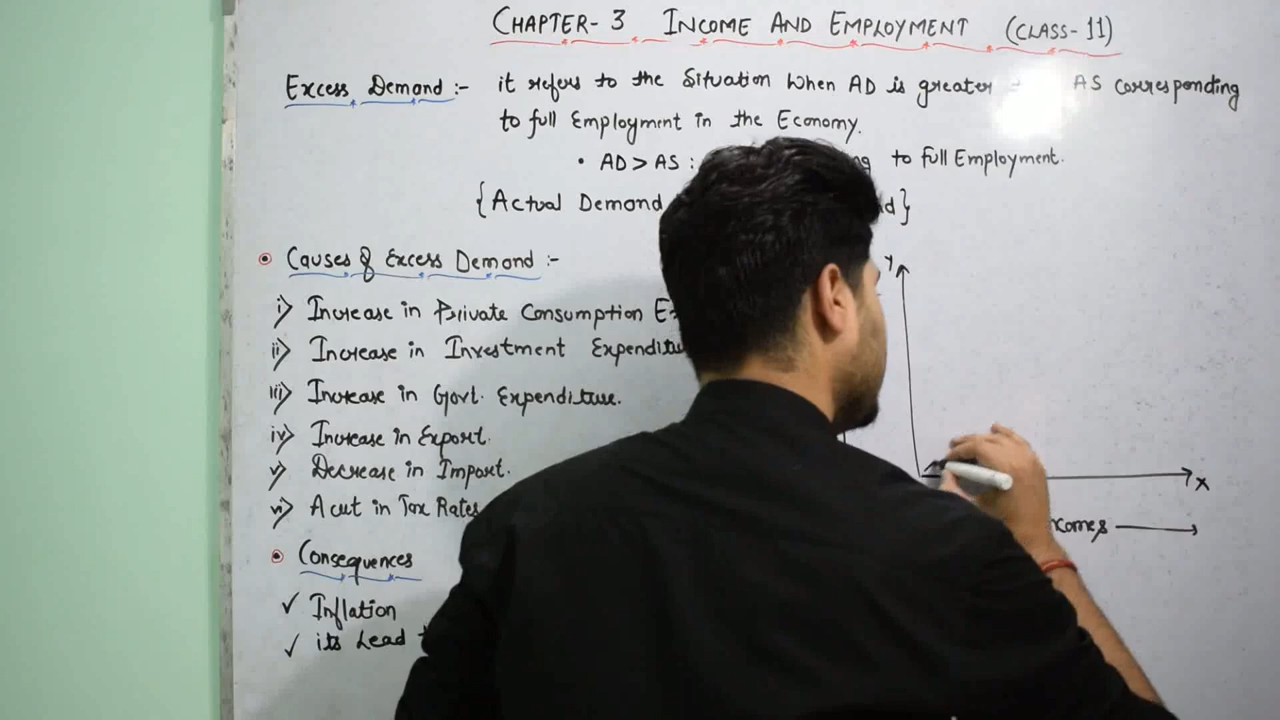 CHAPTER- 3 INCOME AND EMPLOYMENT (CLASS- 11)
Excess Demand :- it refers to the Situation When AD is greater AS corresponding
to full Employment in the Economy.
• AD > AS : to full Employment.
{Actual Demand }
Causes of Excess Demand :-
i) Increase in Private Consumption
ii) Increase in Investment
iii) Increase in Govt. Expenditure.
iv) Increase in Export.
v) Decrease in Import.
vi) A cut in Tax Rates
Consequences
✓ Inflation
✓ its Lead
Y
X